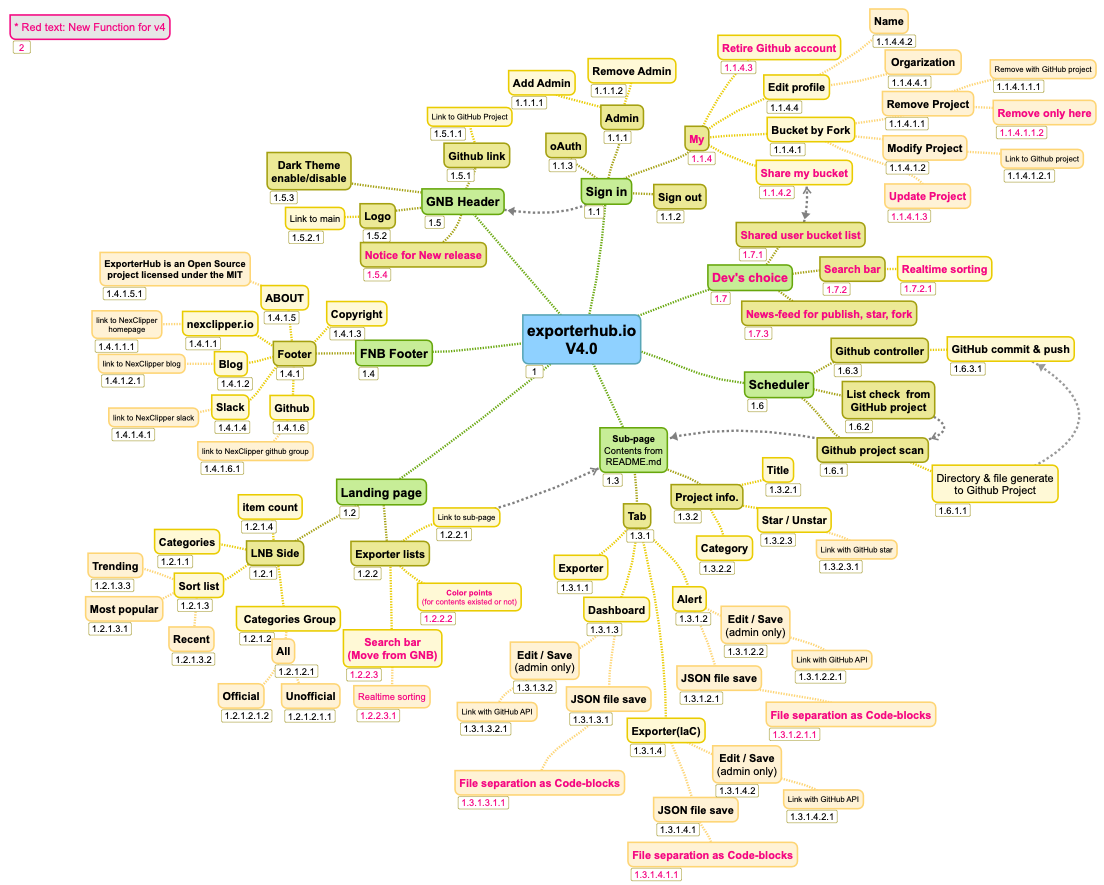 * Red text: New Function for v4
2
exporterhub.io
V4.0
1
Sign in
1.1
Admin
1.1.1
Add Admin
1.1.1.1
Remove Admin
1.1.1.2
Sign out
1.1.2
oAuth
1.1.3
My
1.1.4
Bucket by Fork
1.1.4.1
Remove Project
1.1.4.1.1
Remove with GitHub project
1.1.4.1.1.1
Remove only here
1.1.4.1.1.2
Modify Project
1.1.4.1.2
Link to Github project
1.1.4.1.2.1
Update Project
1.1.4.1.3
Share my bucket
1.1.4.2
Retire Github account
1.1.4.3
Edit profile
1.1.4.4
Organization
1.1.4.4.1
Name
1.1.4.4.2
Landing page
1.2
LNB Side
1.2.1
Categories
1.2.1.1
Categories Group
1.2.1.2
All
1.2.1.2.1
Unofficial
1.2.1.2.1.1
Official
1.2.1.2.1.2
Sort list
1.2.1.3
Most popular
1.2.1.3.1
Recent
1.2.1.3.2
Trending
1.2.1.3.3
item count
1.2.1.4
Exporter lists
1.2.2
Link to sub-page
1.2.2.1
Color points
(for contents existed or not)
1.2.2.2
Search bar
(Move from GNB)
1.2.2.3
Realtime sorting
1.2.2.3.1
Sub-page
Contents from
README.md
1.3
Tab
1.3.1
Exporter
1.3.1.1
Alert
1.3.1.2
JSON file save
1.3.1.2.1
File separation as Code-blocks
1.3.1.2.1.1
Edit / Save
(admin only)
1.3.1.2.2
Link with GitHub API
1.3.1.2.2.1
Dashboard
1.3.1.3
JSON file save
1.3.1.3.1
File separation as Code-blocks
1.3.1.3.1.1
Edit / Save
(admin only)
1.3.1.3.2
Link with GitHub API
1.3.1.3.2.1
Exporter(IaC)
1.3.1.4
JSON file save
1.3.1.4.1
File separation as Code-blocks
1.3.1.4.1.1
Edit / Save
(admin only)
1.3.1.4.2
Link with GitHub API
1.3.1.4.2.1
Project info.
1.3.2
Title
1.3.2.1
Category
1.3.2.2
Star / Unstar
1.3.2.3
Link with GitHub star
1.3.2.3.1
FNB Footer
1.4
Footer
1.4.1
nexclipper.io
1.4.1.1
link to NexClipper
homepage
1.4.1.1.1
Blog
1.4.1.2
link to NexClipper blog
1.4.1.2.1
Copyright
1.4.1.3
Slack
1.4.1.4
link to NexClipper slack
1.4.1.4.1
ABOUT
1.4.1.5
ExporterHub is an Open Source
project licensed under the MIT
1.4.1.5.1
Github
1.4.1.6
link to NexClipper github group
1.4.1.6.1
GNB Header
1.5
Github link
1.5.1
Link to GitHub Project
1.5.1.1
Logo
1.5.2
Link to main
1.5.2.1
Dark Theme
enable/disable
1.5.3
Notice for New release
1.5.4
Scheduler
1.6
Github project scan
1.6.1
Directory & file generate
to Github Project
1.6.1.1
List check from
GitHub project
1.6.2
Github controller
1.6.3
GitHub commit & push
1.6.3.1
Dev's choice
1.7
Shared user bucket list
1.7.1
Search bar
1.7.2
Realtime sorting
1.7.2.1
News-feed for publish, star, fork
1.7.3